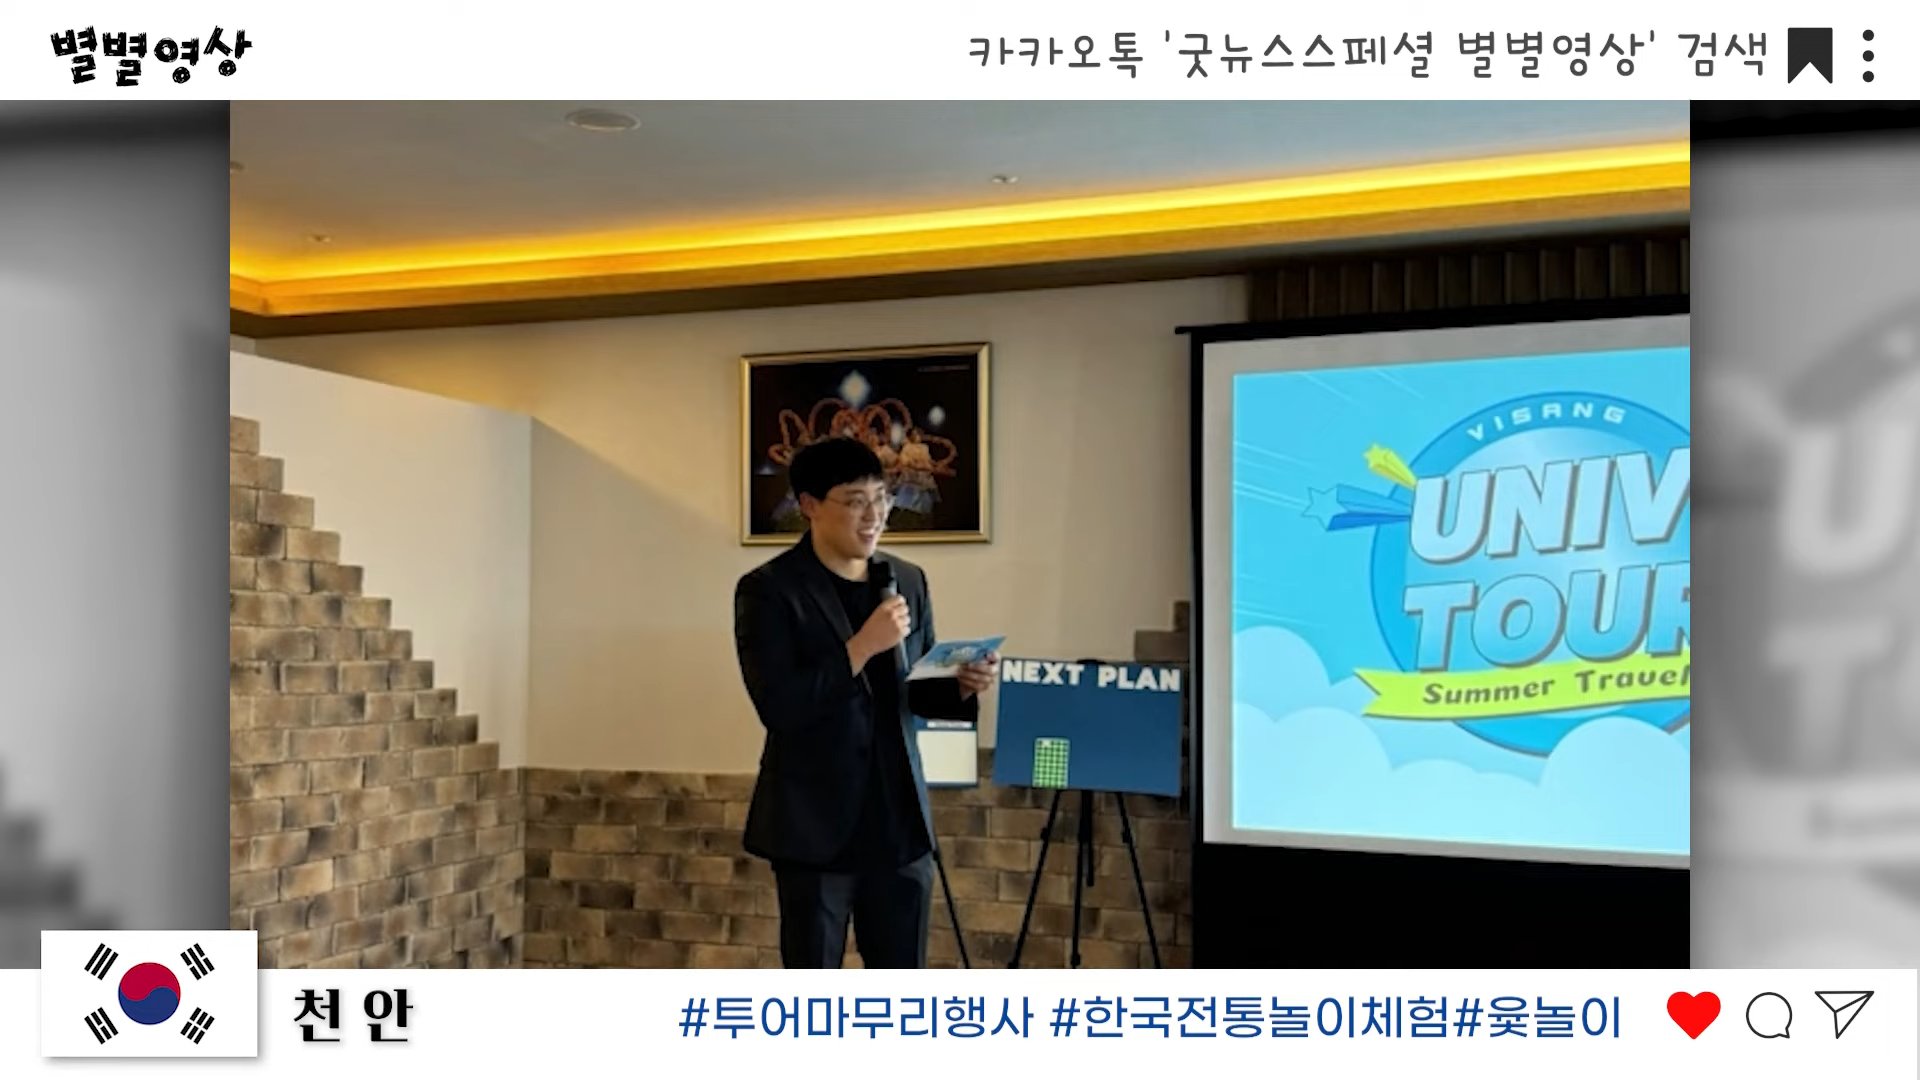 별별영상
카카오톡 '굿뉴스스페셜 별별영상' 검색
VISANG
UNIV
TOUR
Summer Travel
NEXT PLAN
천안
#투어마무리행사 #한국전통놀이체험#윷놀이